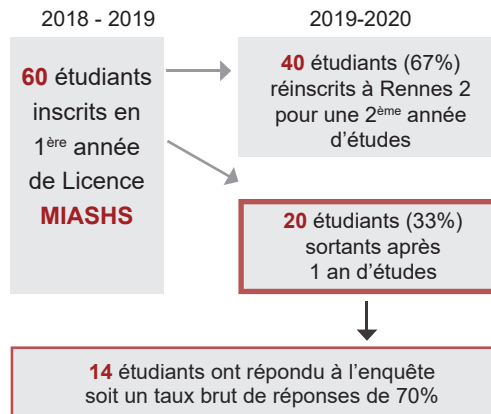 2018 - 2019
2019-2020
60 étudiants
inscrits en
1ère année
de Licence
MIASHS
40 étudiants (67%)
réinscrits à Rennes 2
pour une 2ème année
d’études
20 étudiants (33%)
sortants après
1 an d’études
14 étudiants ont répondu à l’enquête
soit un taux brut de réponses de 70%